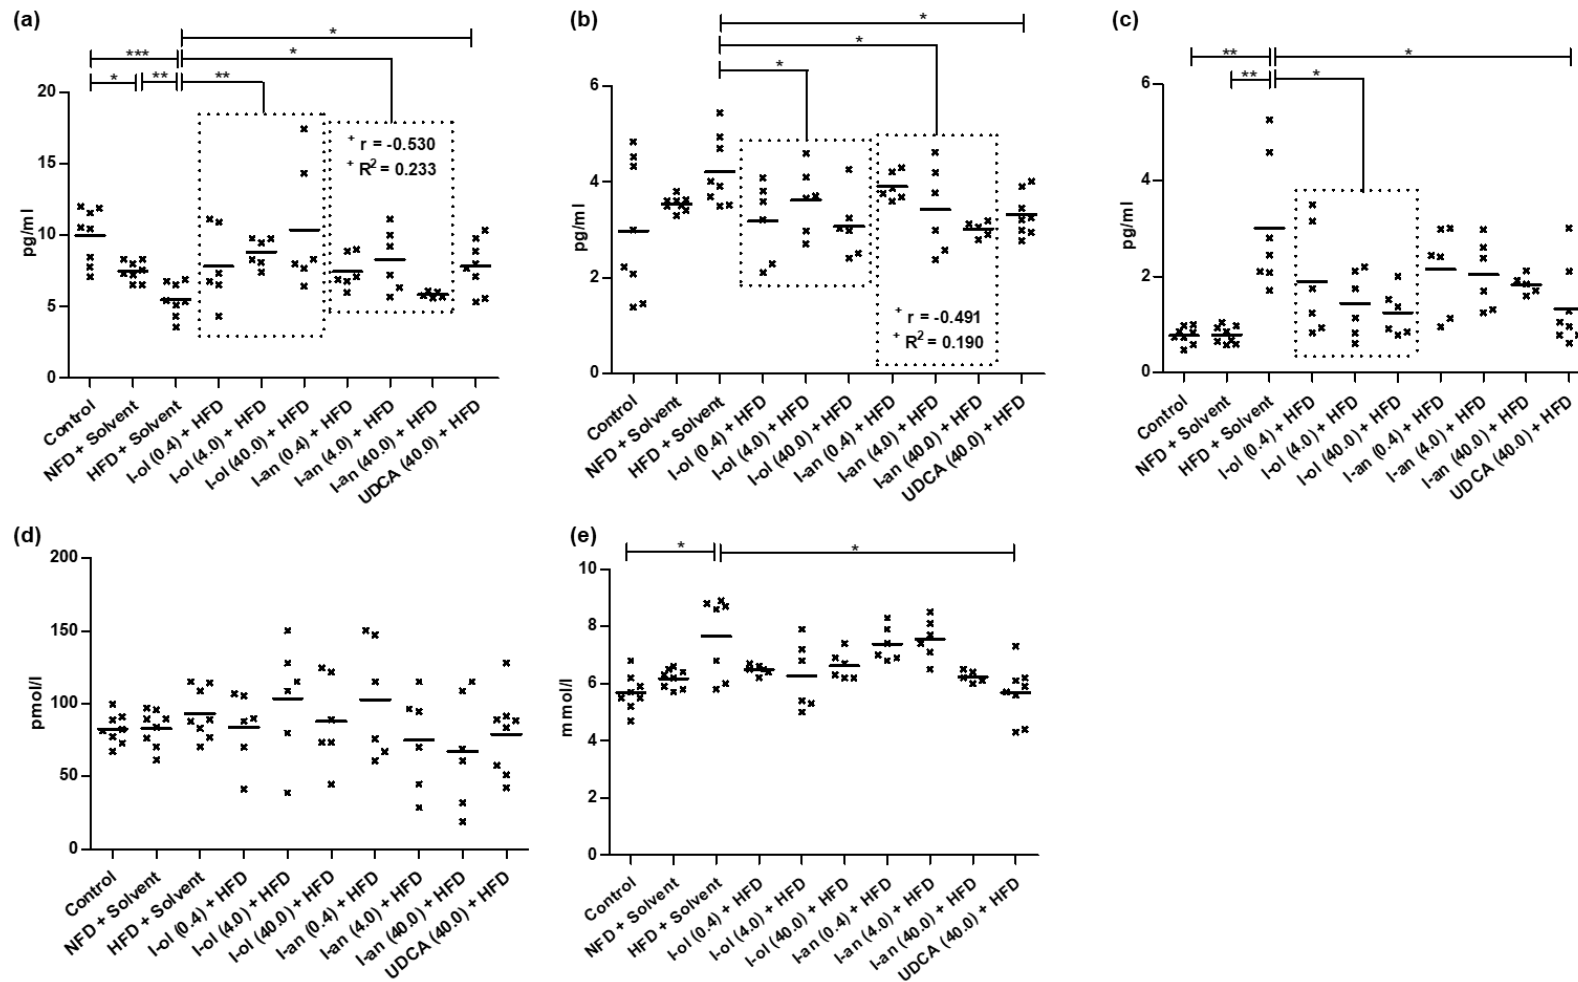 (a)
*
***
*
*
**
**
20
15
10
5
0
pg/ml
+ r = -0.530
+ R2 = 0.233
Control
NFD + Solvent
HFD + Solvent
I-ol (0.4) + HFD
I-ol (4.0) + HFD
I-ol (40.0) + HFD
I-an (0.4) + HFD
I-an (4.0) + HFD
I-an (40.0) + HFD
UDCA (40.0) + HFD
(b)
*
*
*
6
4
2
0
pg/ml
+ r = -0.491
+ R2 = 0.190
Control
NFD + Solvent
HFD + Solvent
I-ol (0.4) + HFD
I-ol (4.0) + HFD
I-ol (40.0) + HFD
I-an (0.4) + HFD
I-an (4.0) + HFD
I-an (40.0) + HFD
UDCA (40.0) + HFD
(c)
**
*
**
*
6
4
2
0
pg/ml
Control
NFD + Solvent
HFD + Solvent
I-ol (0.4) + HFD
I-ol (4.0) + HFD
I-ol (40.0) + HFD
I-an (0.4) + HFD
I-an (4.0) + HFD
I-an (40.0) + HFD
UDCA (40.0) + HFD
(d)
200
150
100
50
0
pmol/l
Control
NFD + Solvent
HFD + Solvent
I-ol (0.4) + HFD
I-ol (4.0) + HFD
I-ol (40.0) + HFD
I-an (0.4) + HFD
I-an (4.0) + HFD
I-an (40.0) + HFD
UDCA (40.0) + HFD
(e)
*
*
10
8
6
4
2
0
mmol/l
Control
NFD + Solvent
HFD + Solvent
I-ol (0.4) + HFD
I-ol (4.0) + HFD
I-ol (40.0) + HFD
I-an (0.4) + HFD
I-an (4.0) + HFD
I-an (40.0) + HFD
UDCA (40.0) + HFD